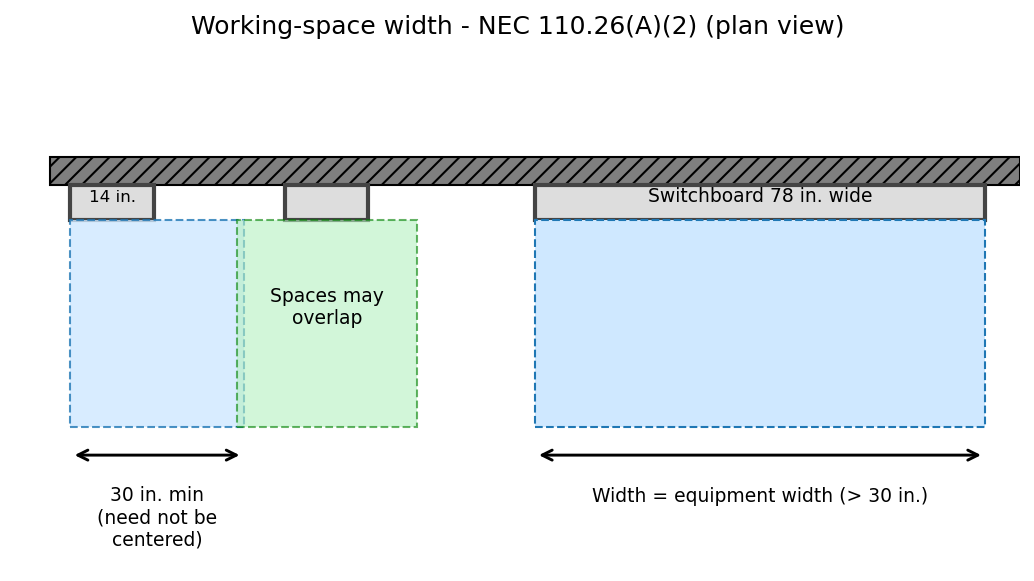 Working-space width - NEC 110.26(A)(2) (plan view)
14 in.
Switchboard 78 in. wide
Spaces may
overlap
30 in. min
(need not be
centered)
Width = equipment width (> 30 in.)